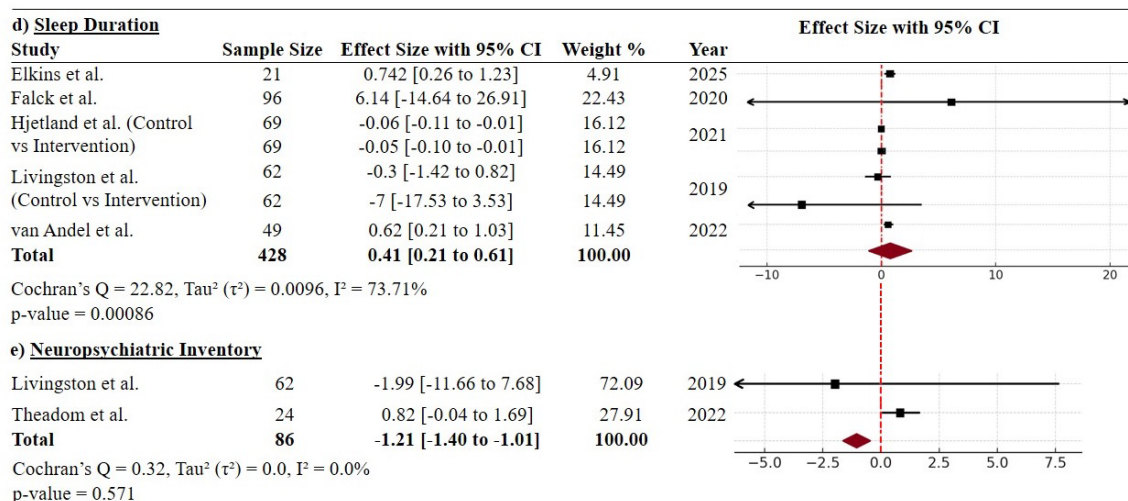 d) Sleep Duration
Effect Size with 95% CI
Study Sample Size Effect Size with 95% CI Weight % Year
Elkins et al. 21 0.742 [0.26 to 1.23] 4.91 2025
Falck et al. 96 6.14 [-14.64 to 26.91] 22.43 2020
Hjetland et al. (Control 69 -0.06 [-0.11 to -0.01] 16.12
2021
vs Intervention) 69 -0.05 [-0.10 to -0.01] 16.12
Livingston et al. 62 -0.3 [-1.42 to 0.82] 14.49
2019
(Control vs Intervention) 62 -7 [-17.53 to 3.53] 14.49
van Andel et al. 49 0.62 [0.21 to 1.03] 11.45 2022
Total 428 0.41 [0.21 to 0.61] 100.00
−10 0 10 20
Cochran’s Q = 22.82, Tau² (τ²) = 0.0096, I² = 73.71%
p-value = 0.00086
e) Neuropsychiatric Inventory
Livingston et al. 62 -1.99 [-11.66 to 7.68] 72.09 2019
Theadom et al. 24 0.82 [-0.04 to 1.69] 27.91 2022
Total 86 -1.21 [-1.40 to -1.01] 100.00
−5.0 −2.5 0.0 2.5 5.0 7.5
Cochran’s Q = 0.32, Tau² (τ²) = 0.0, I² = 0.0%
p-value = 0.571